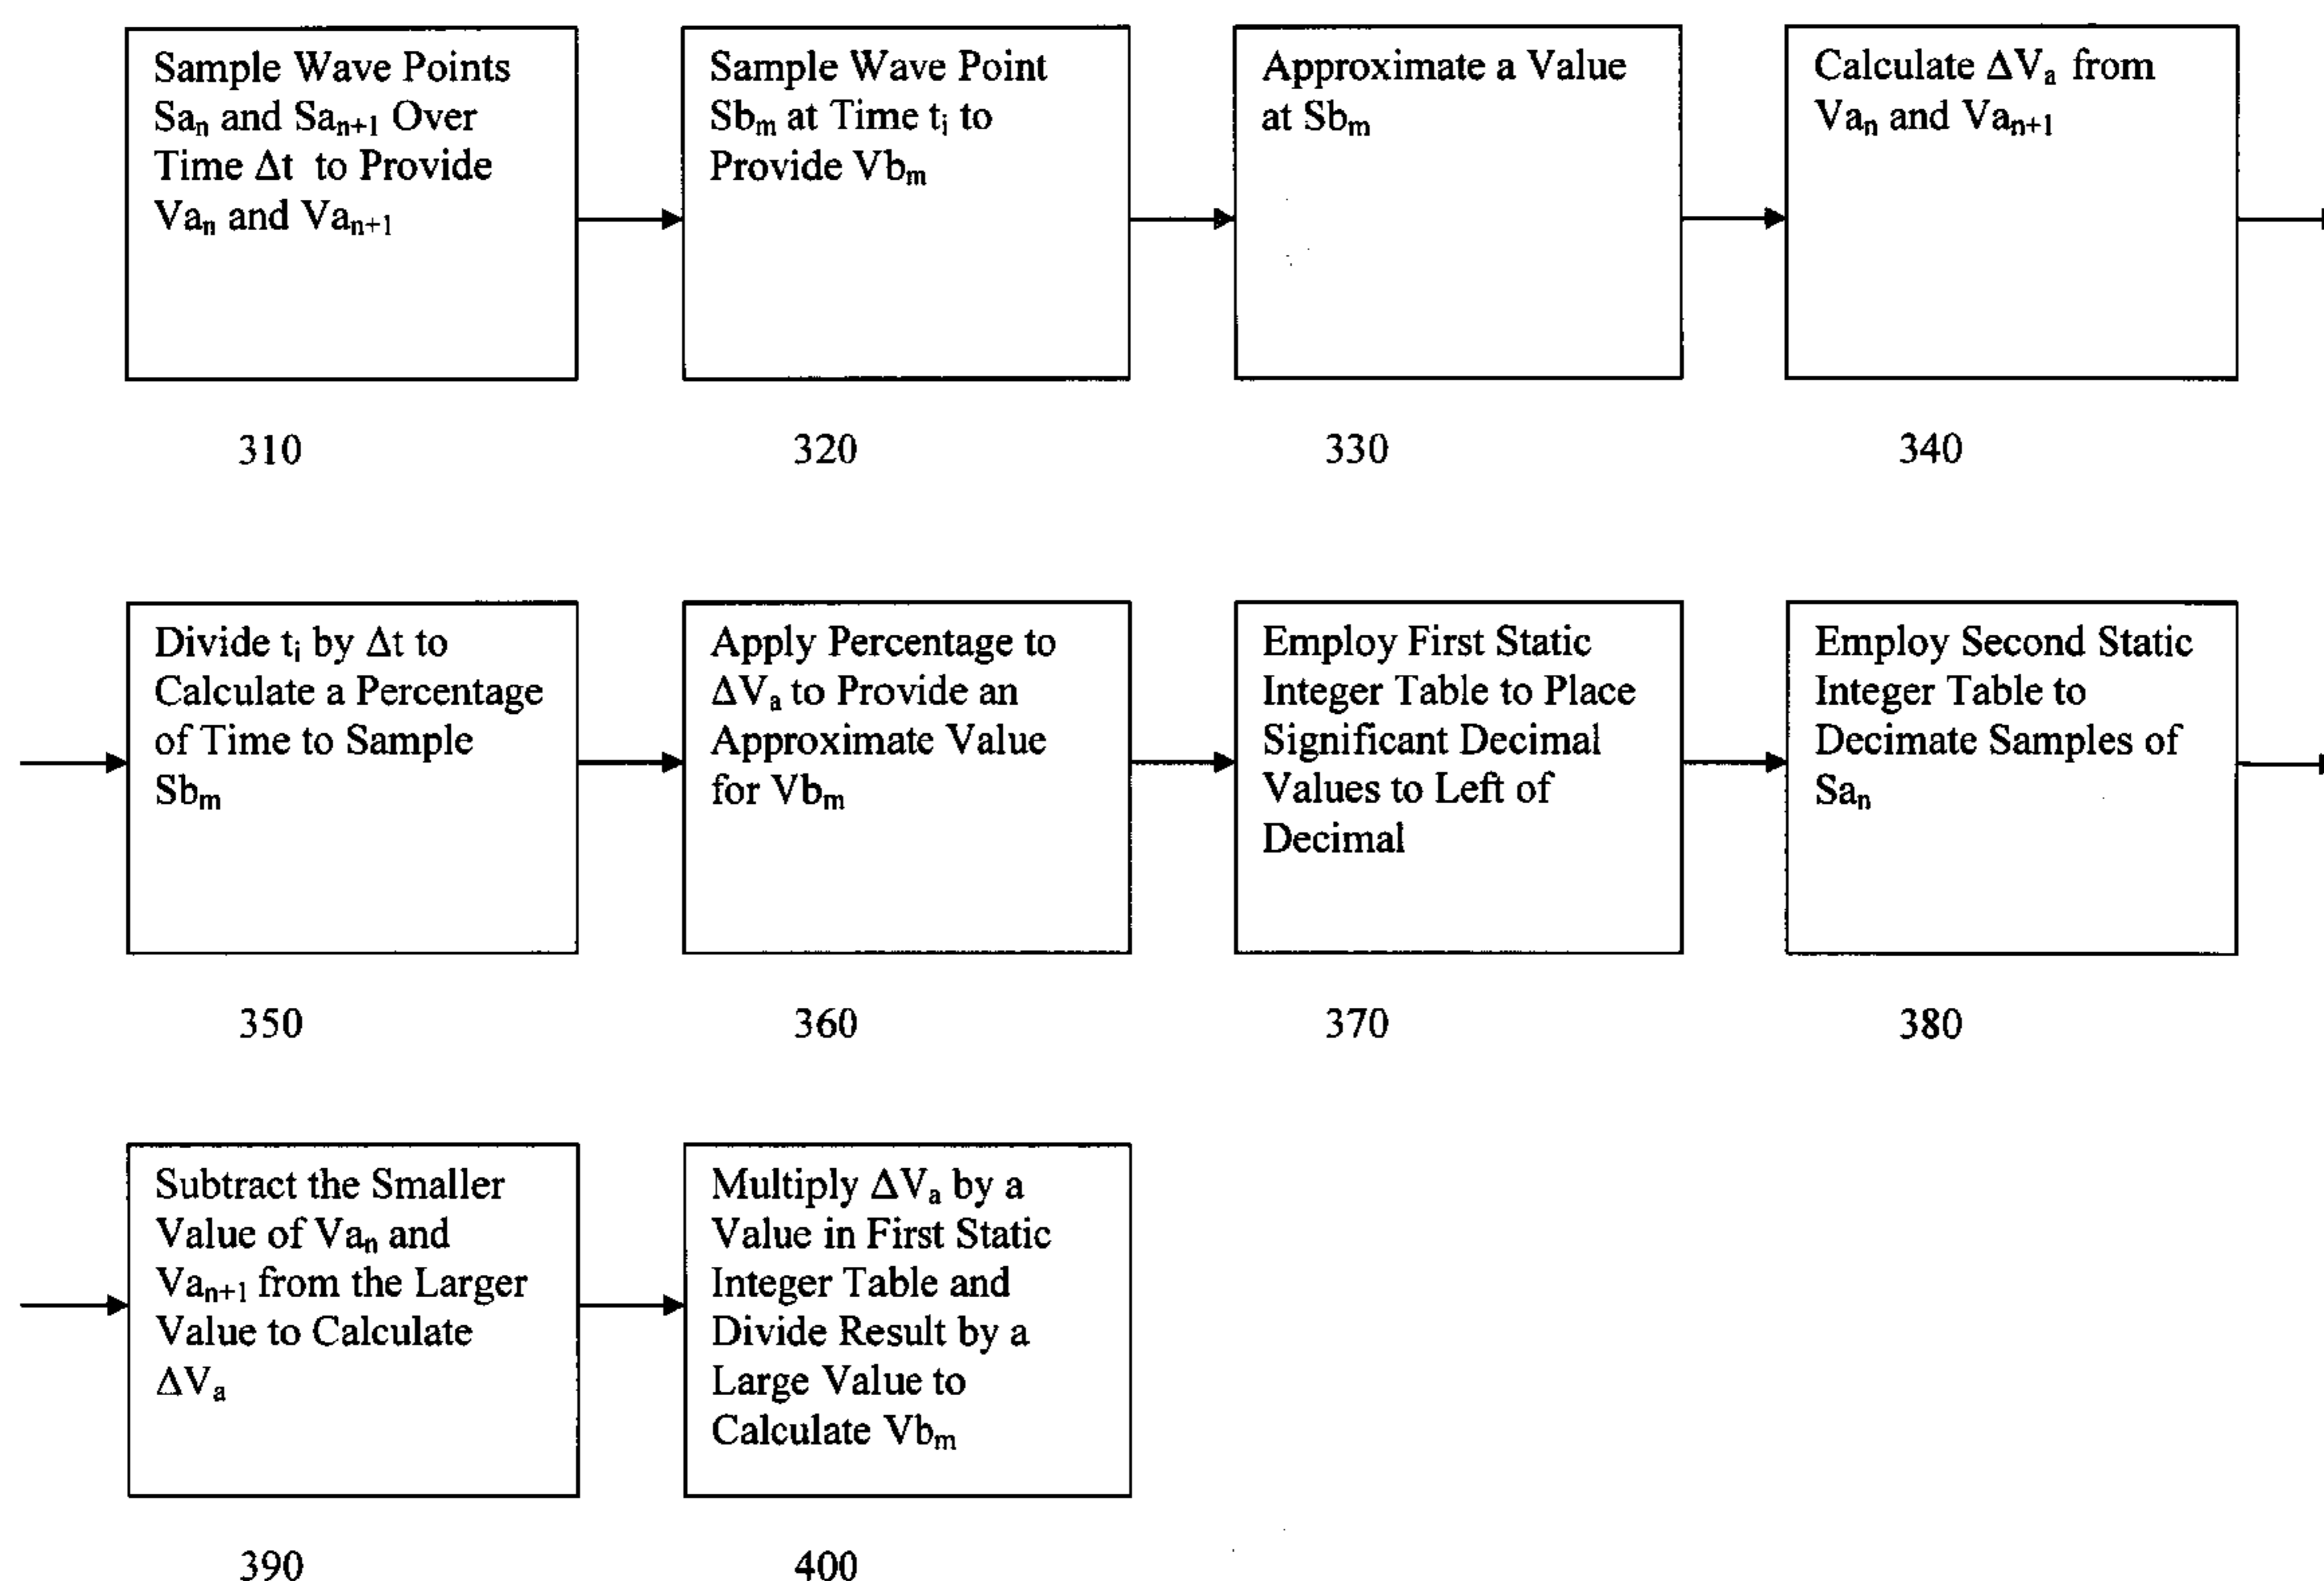 Sample Wave Points
Saₙ and Saₙ₊₁ Over
Time Δt to Provide
Vaₙ and Vaₙ₊₁
Sample Wave Point
Sbₘ at Time tᵢ to
Provide Vbₘ
Approximate a Value
at Sbₘ
Calculate ΔVₐ from
Vaₙ and Vaₙ₊₁
310
320
330
340
Divide tᵢ by Δt to
Calculate a Percentage
of Time to Sample
Sbₘ
Apply Percentage to
ΔVₐ to Provide an
Approximate Value
for Vbₘ
Employ First Static
Integer Table to Place
Significant Decimal
Values to Left of
Decimal
Employ Second Static
Integer Table to
Decimate Samples of
Saₙ
350
360
370
380
Subtract the Smaller
Value of Vaₙ and
Vaₙ₊₁ from the Larger
Value to Calculate
ΔVₐ
Multiply ΔVₐ by a
Value in First Static
Integer Table and
Divide Result by a
Large Value to
Calculate Vbₘ
390
400